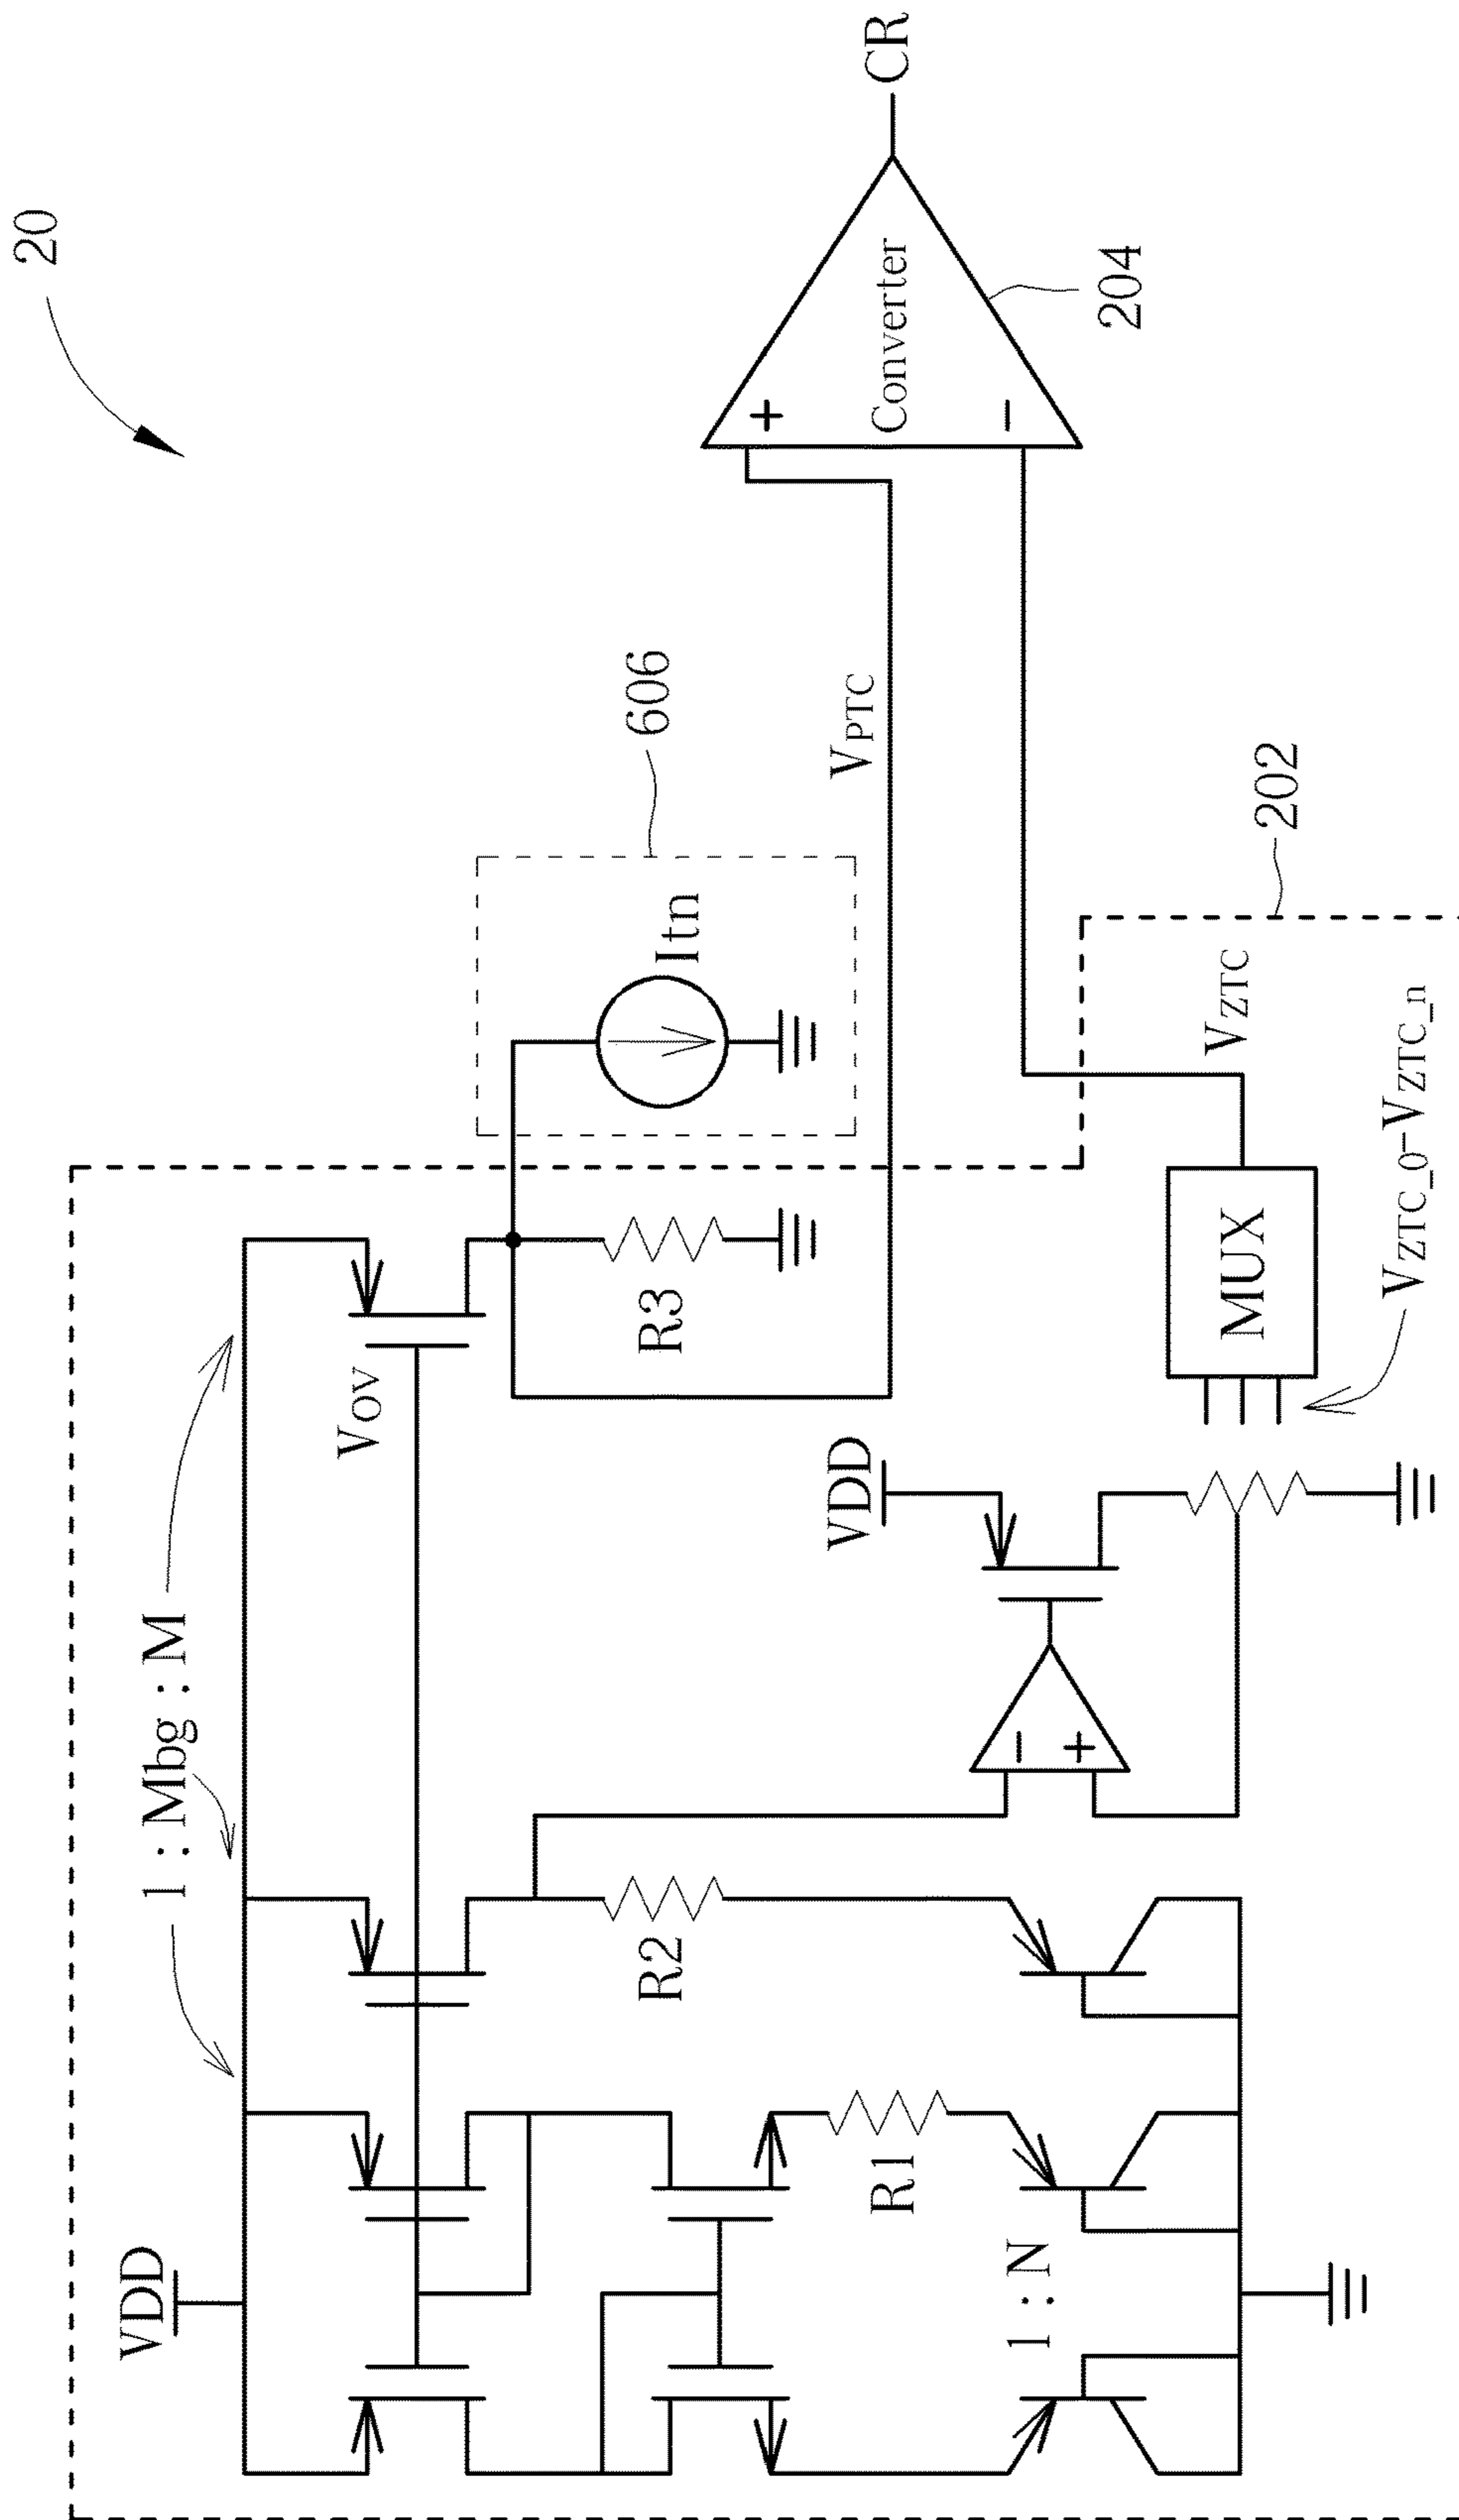 20
VDD
1 : Mbg : M
VOV
606
Itn
R3
R2
R1
1 : N
VDD
VPTC
+
−
Converter
CR
204
−
+
202
VZTC
MUX
VZTC_0-VZTC_n